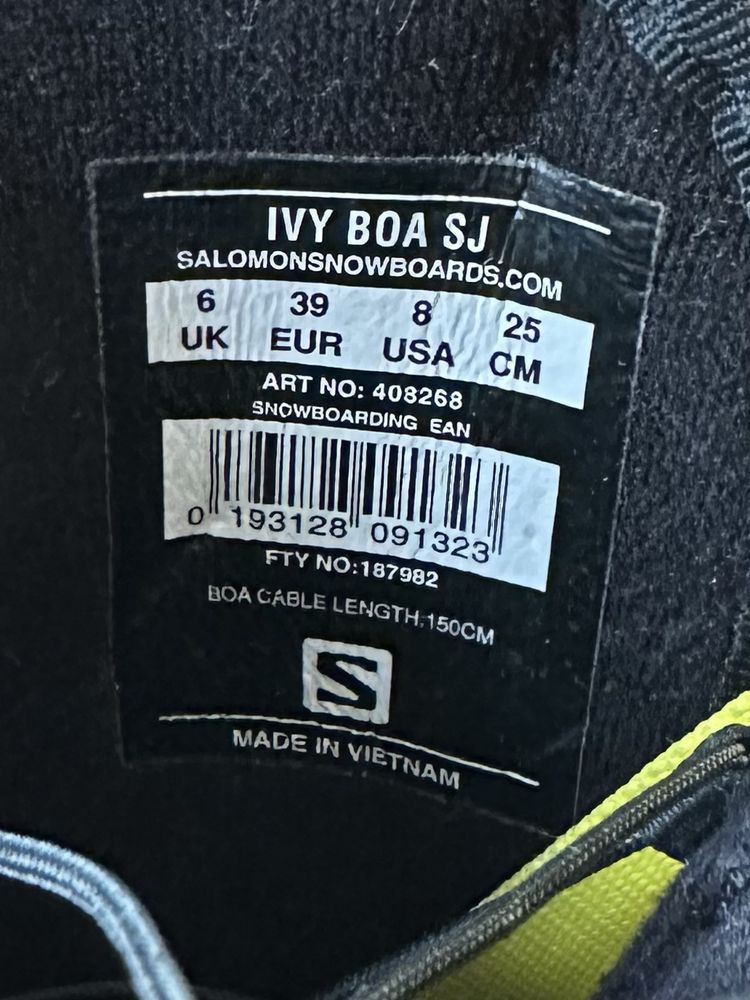 IVY BOA SJ
SALOMONSNOWBOARDS.COM
6 39 8 25
UK EUR USA CM
ART NO: 408268
SNOWBOARDING EAN
0 193128 091323
FTY NO:187982
BOA CABLE LENGTH:150CM
S
MADE IN VIETNAM